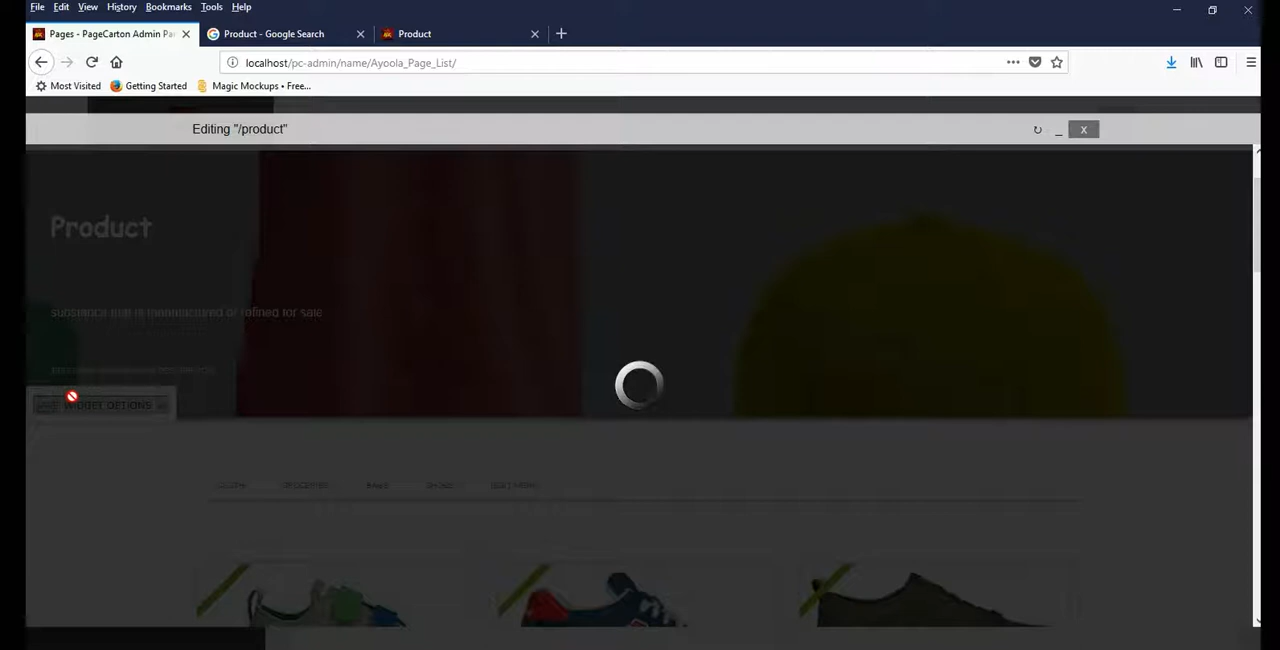 File Edit View History Bookmarks Tools Help
Pages - PageCarton Admin Pa
Product - Google Search
Product
localhost/pc-admin/name/Ayoola_Page_List/
Most Visited Getting Started Magic Mockups • Free...
Editing "/product" X
Product
substance that is manufactured or refined for sale
WIDGET OPTIONS